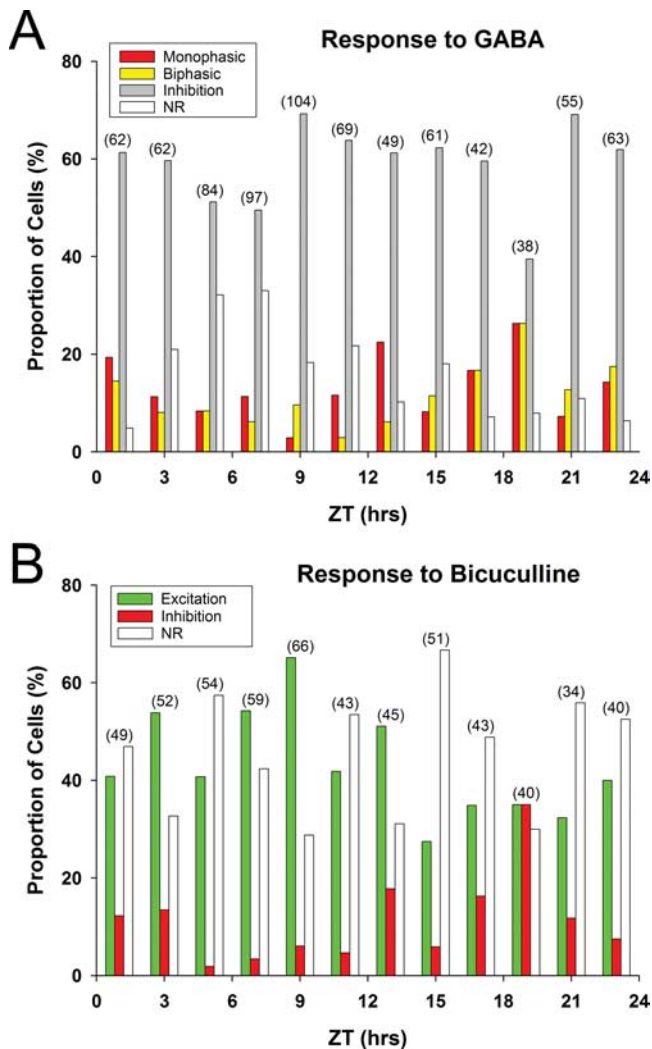 A
Response to GABA
Monophasic
Biphasic
Inhibition
NR
80
60
40
20
0
Proportion of Cells (%)
(62) (62) (84) (97) (104) (69) (49) (61) (42) (38) (55) (63)
0 3 6 9 12 15 18 21 24
ZT (hrs)
B
Response to Bicuculline
Excitation
Inhibition
NR
80
60
40
20
0
Proportion of Cells (%)
(49) (52) (54) (59) (66) (43) (45) (51) (43) (40) (34) (40)
0 3 6 9 12 15 18 21 24
ZT (hrs)